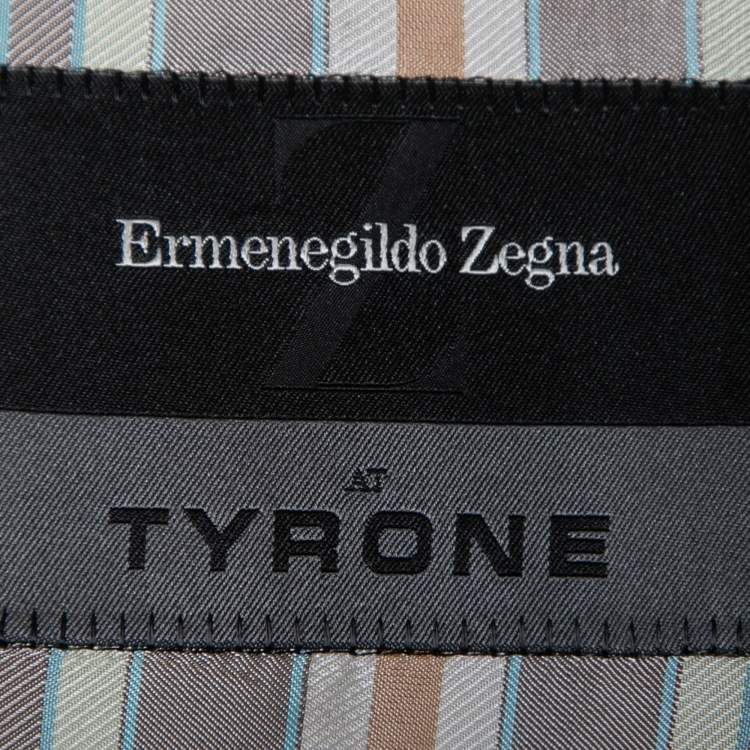 Z
Ermenegildo Zegna
AT
TYRONE